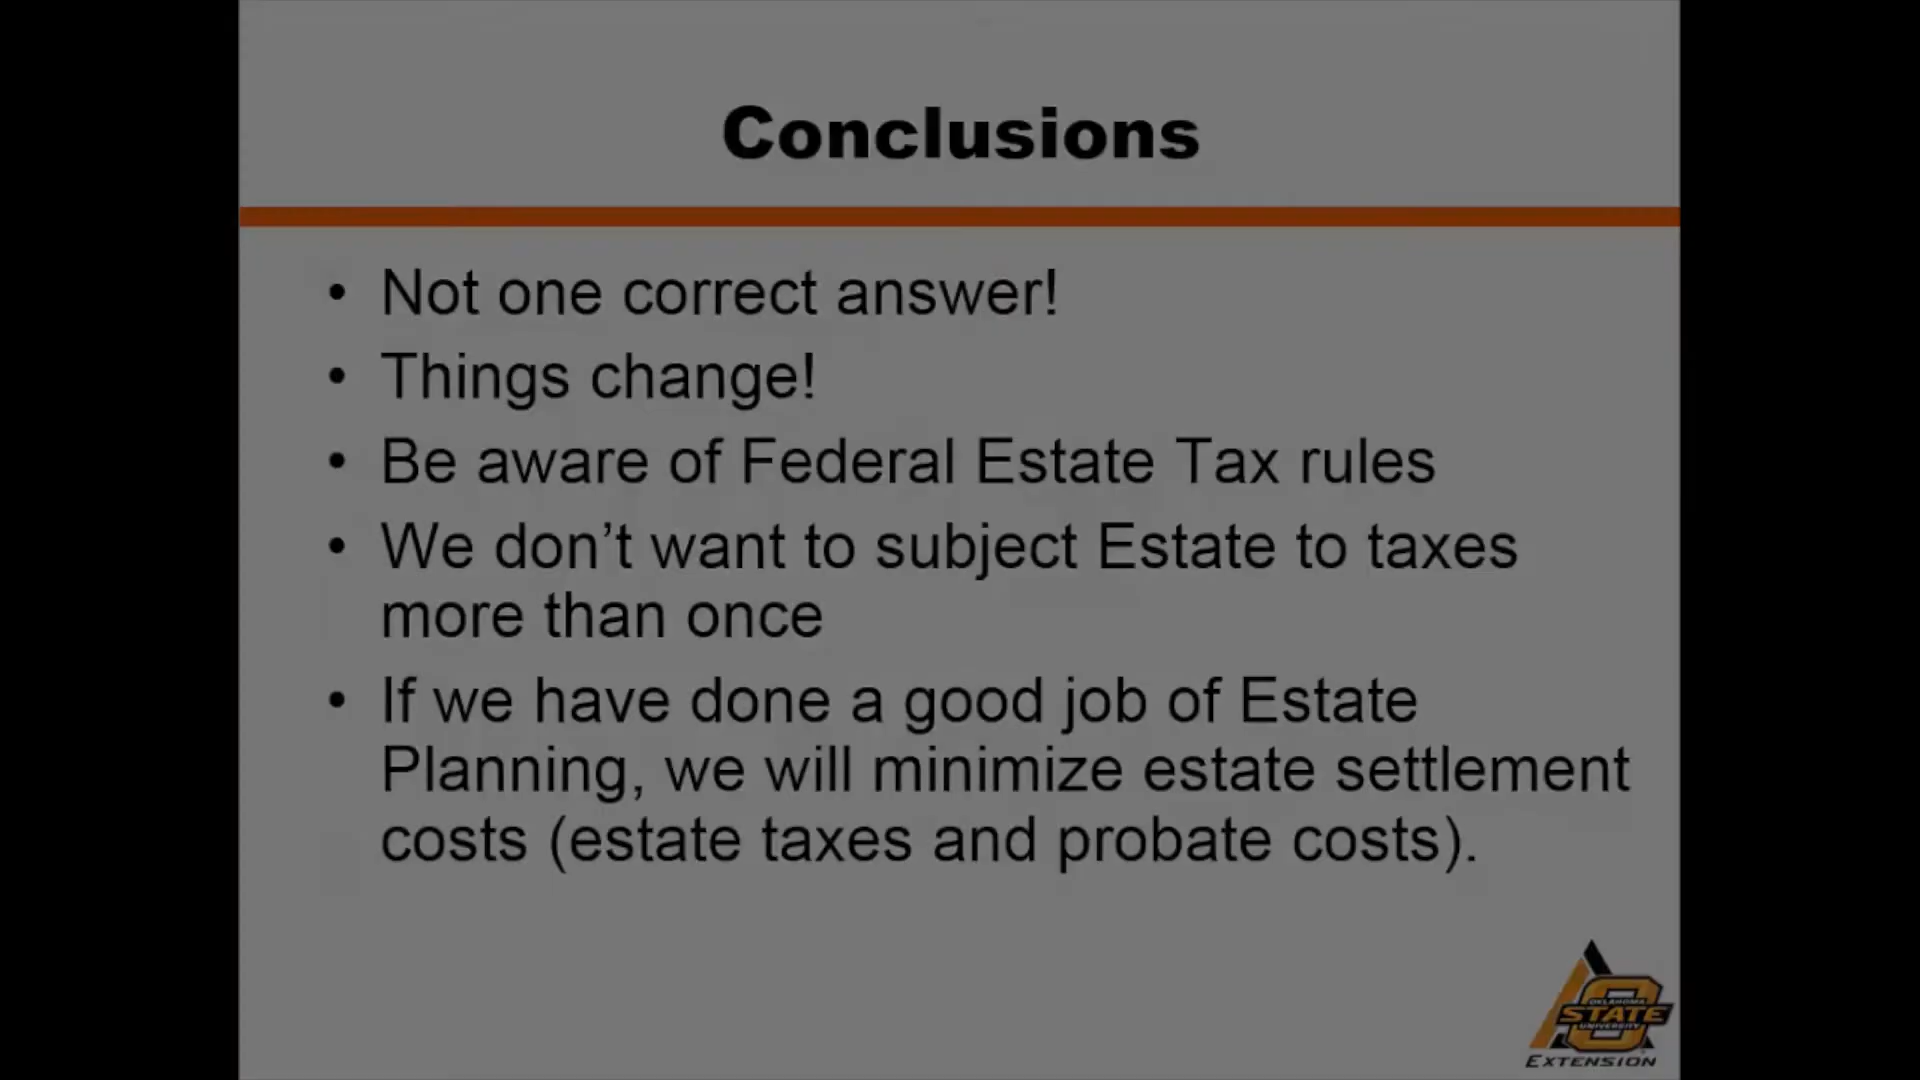 Conclusions
• Not one correct answer!
• Things change!
• Be aware of Federal Estate Tax rules
• We don’t want to subject Estate to taxes
more than once
• If we have done a good job of Estate
Planning, we will minimize estate settlement
costs (estate taxes and probate costs).
OKLAHOMA
STATE
UNIVERSITY
EXTENSION